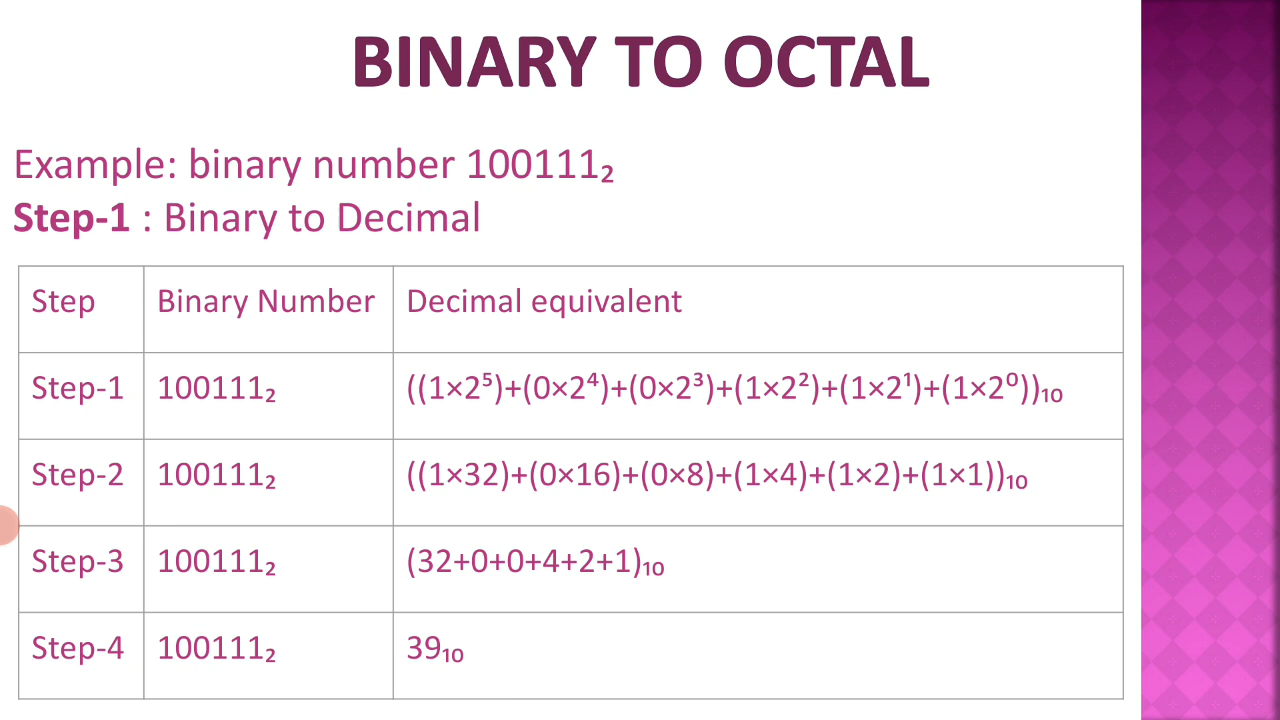 BINARY TO OCTAL
Example: binary number 100111₂
Step-1 : Binary to Decimal
Step Binary Number Decimal equivalent
Step-1 100111₂ ((1×2⁵)+(0×2⁴)+(0×2³)+(1×2²)+(1×2¹)+(1×2⁰))₁₀
Step-2 100111₂ ((1×32)+(0×16)+(0×8)+(1×4)+(1×2)+(1×1))₁₀
Step-3 100111₂ (32+0+0+4+2+1)₁₀
Step-4 100111₂ 39₁₀